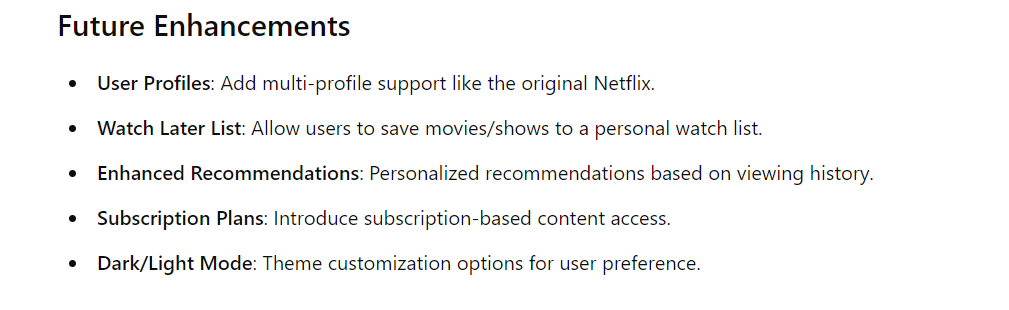 Future Enhancements
• User Profiles: Add multi-profile support like the original Netflix.
• Watch Later List: Allow users to save movies/shows to a personal watch list.
• Enhanced Recommendations: Personalized recommendations based on viewing history.
• Subscription Plans: Introduce subscription-based content access.
• Dark/Light Mode: Theme customization options for user preference.